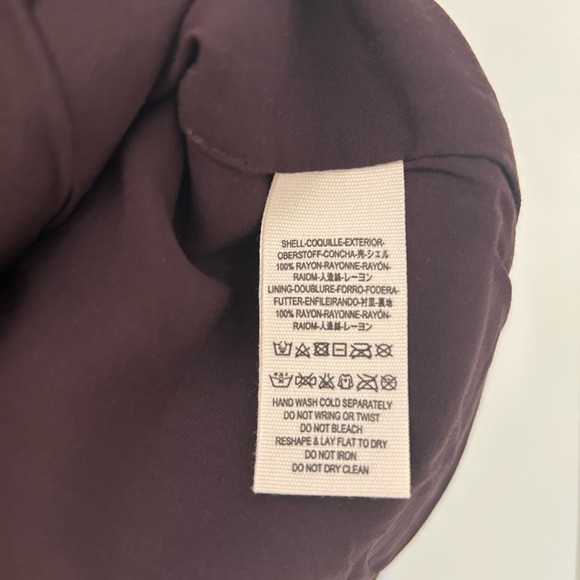 SHELL-COQUILLE-EXTERIOR-
OBERSTOFF-CONCHA-壳-シェル
100% RAYON-RAYONNE-RAYÓN-
RAIOM-人造絲-レーヨン
LINING-DOUBLURE-FORRO-FODERA-
FUTTER-ENFILEIRANDO-衬里-裏地
100% RAYON-RAYONNE-RAYÓN-
RAIOM-人造絲-レーヨン
HAND WASH COLD SEPARATELY
DO NOT WRING OR TWIST
DO NOT BLEACH
RESHAPE & LAY FLAT TO DRY
DO NOT IRON
DO NOT DRY CLEAN